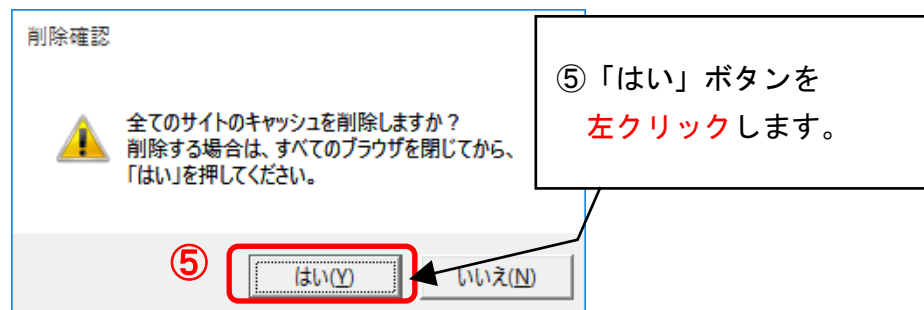 削除確認
全てのサイトのキャッシュを削除しますか？
削除する場合は、すべてのブラウザを閉じてから、
「はい」を押してください。
⑤「はい」ボタンを
左クリックします。
⑤
はい(Y)
いいえ(N)